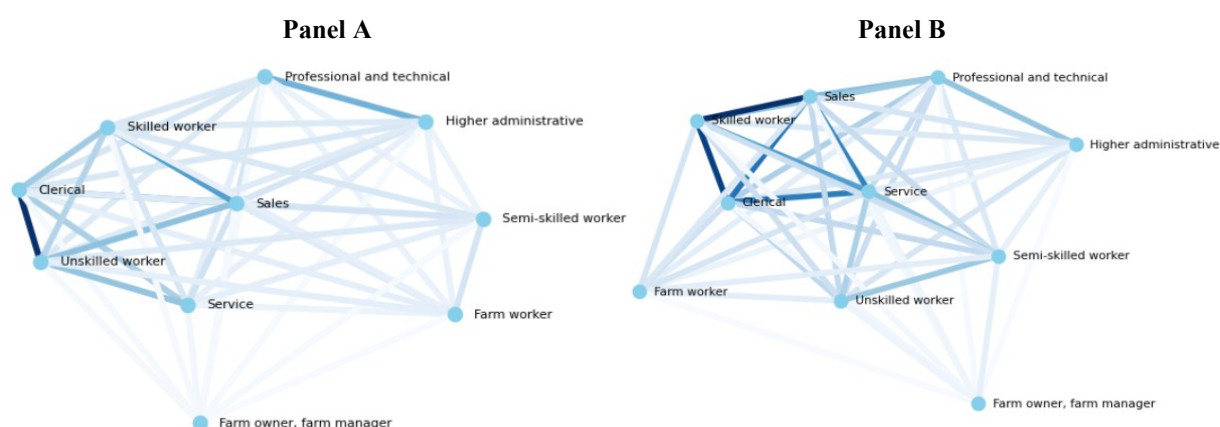 Panel A
Professional and technical
Higher administrative
Skilled worker
Clerical
Sales
Semi-skilled worker
Unskilled worker
Service
Farm worker
Farm owner, farm manager
Panel B
Professional and technical
Sales
Skilled worker
Higher administrative
Service
Clerical
Semi-skilled worker
Farm worker
Unskilled worker
Farm owner, farm manager